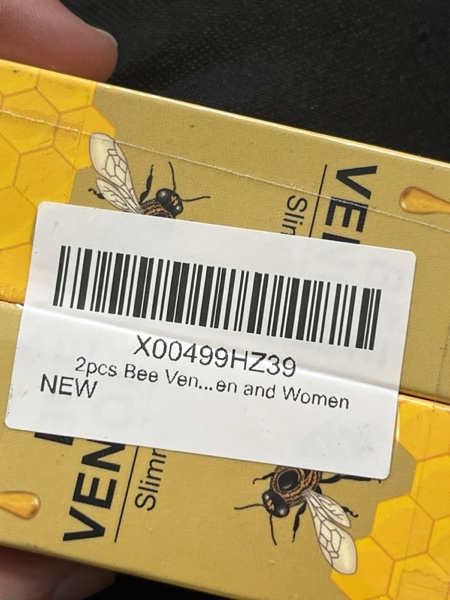 VEN
Slim
X00499HZ39
2pcs Bee Ven...en and Women
NEW
VEN
Slim